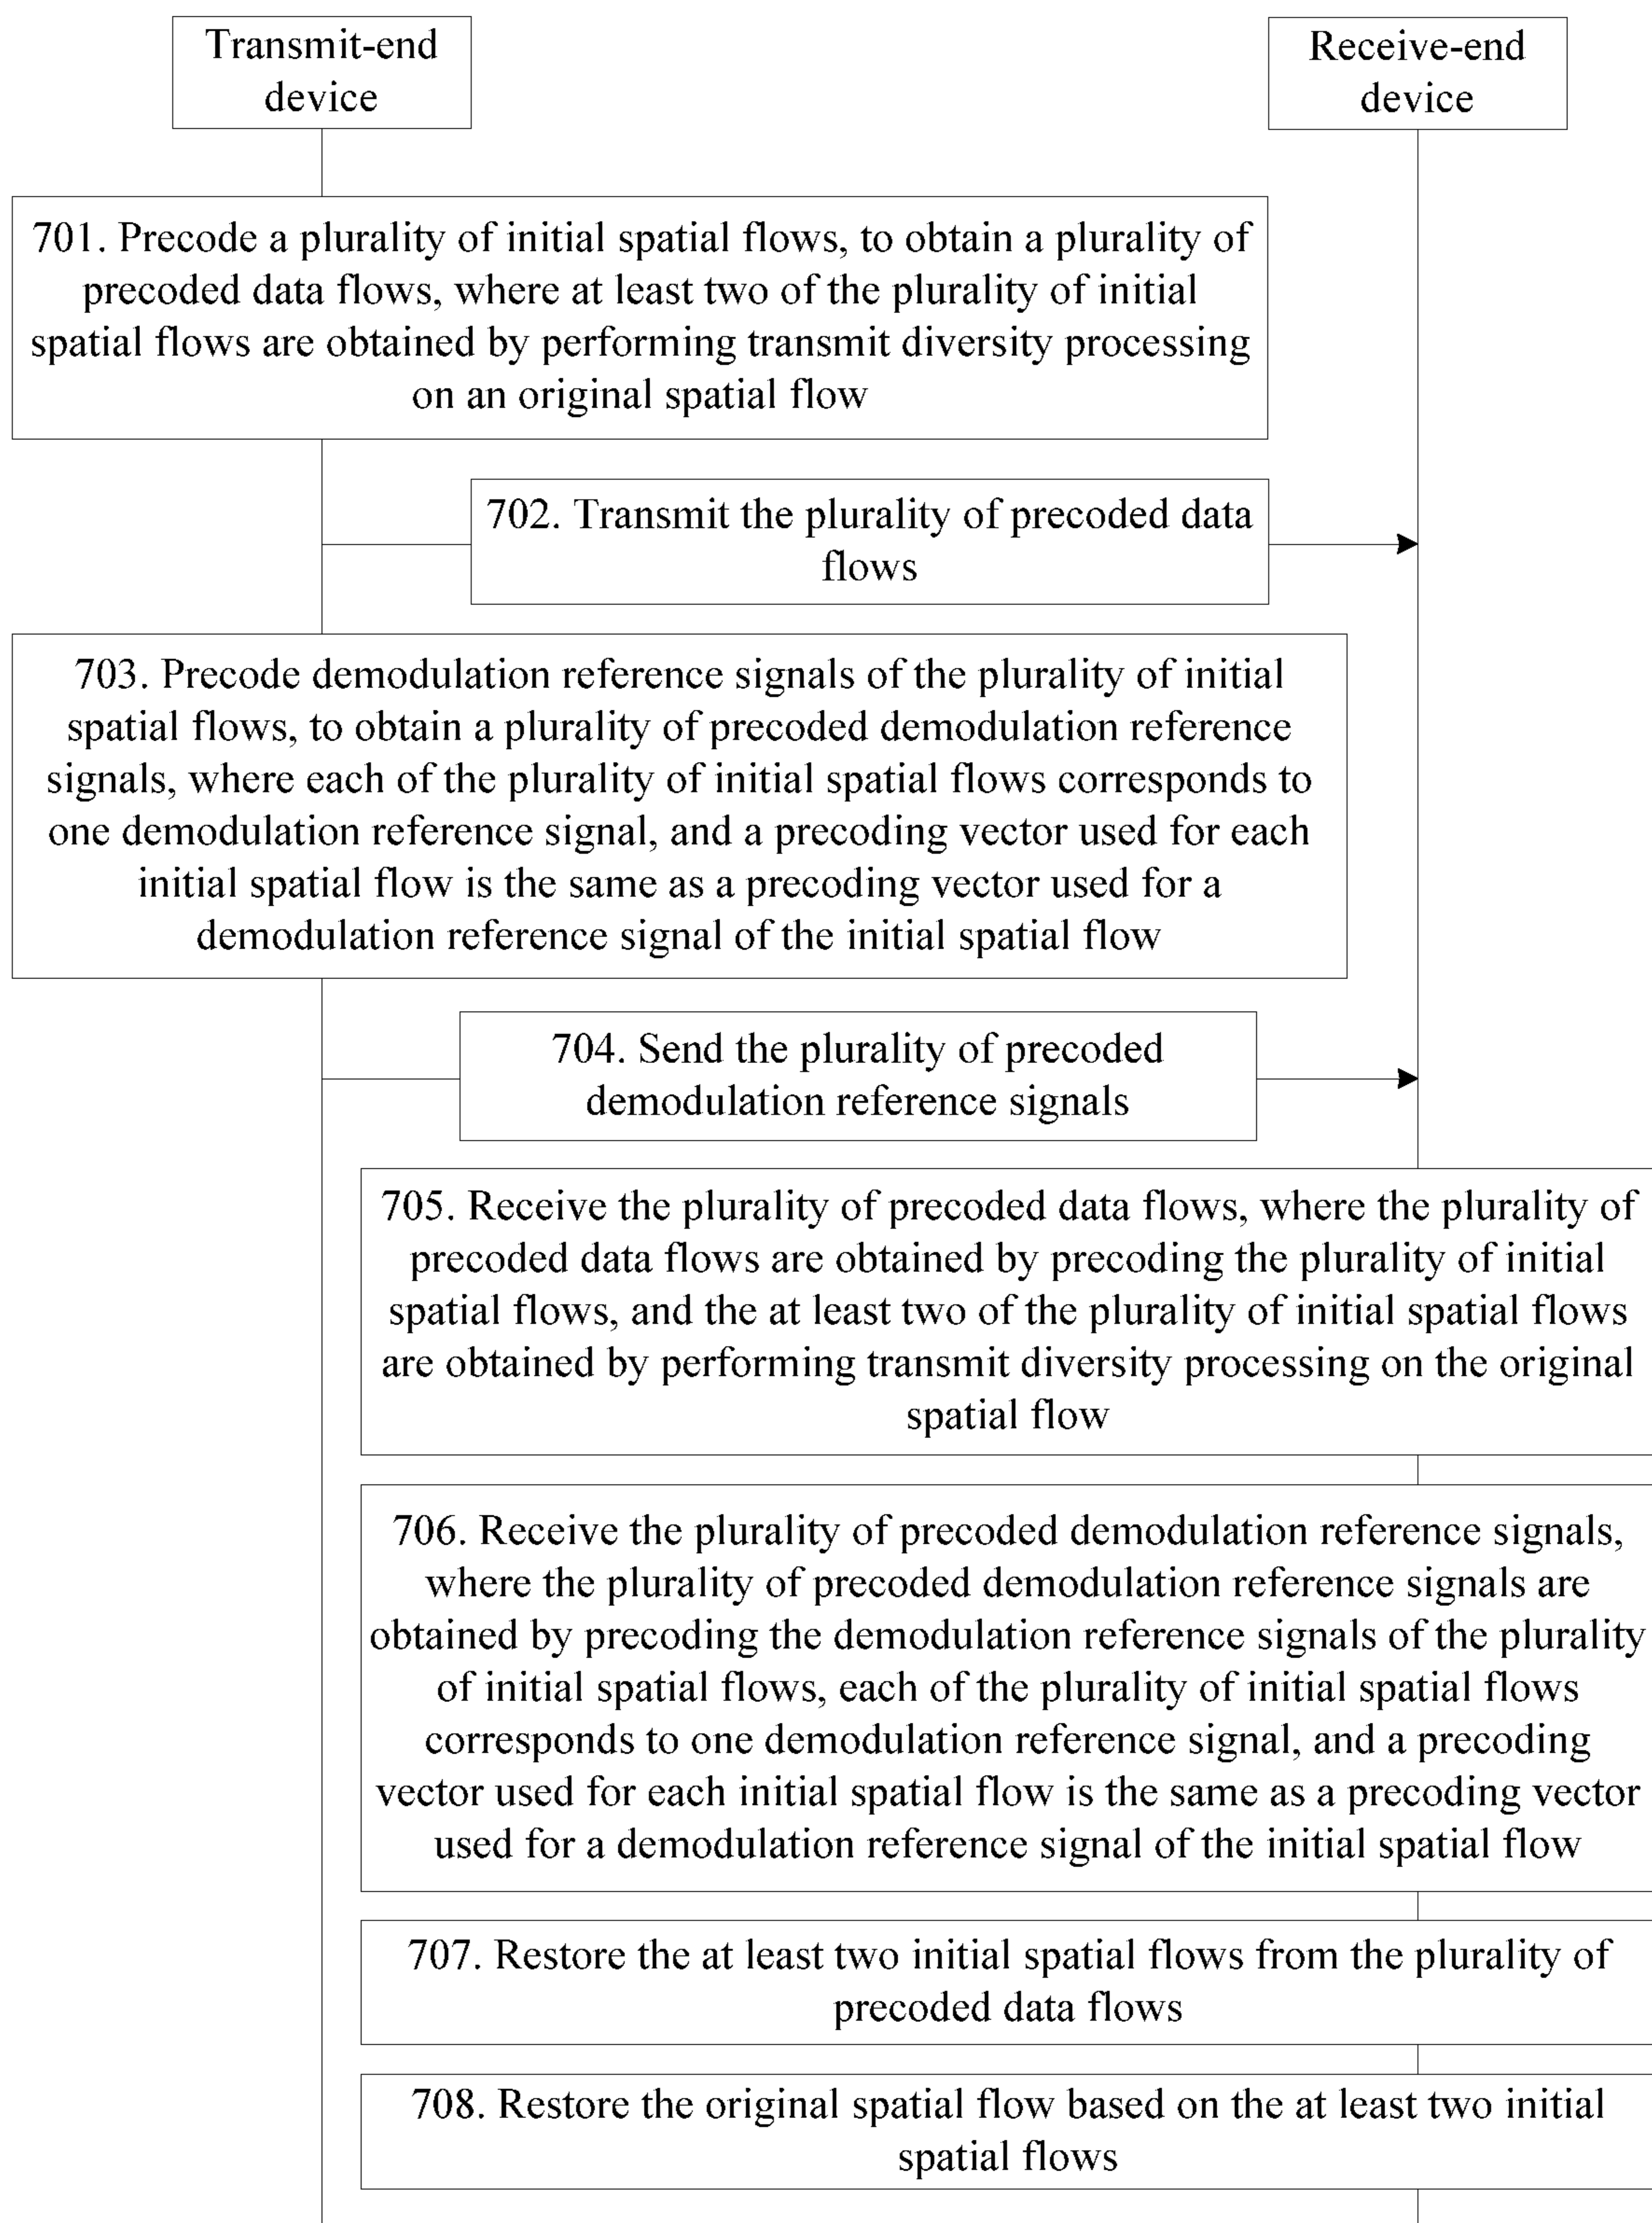 Transmit-end
device
Receive-end
device
701. Precode a plurality of initial spatial flows, to obtain a plurality of
precoded data flows, where at least two of the plurality of initial
spatial flows are obtained by performing transmit diversity processing
on an original spatial flow
702. Transmit the plurality of precoded data
flows
703. Precode demodulation reference signals of the plurality of initial
spatial flows, to obtain a plurality of precoded demodulation reference
signals, where each of the plurality of initial spatial flows corresponds to
one demodulation reference signal, and a precoding vector used for each
initial spatial flow is the same as a precoding vector used for a
demodulation reference signal of the initial spatial flow
704. Send the plurality of precoded
demodulation reference signals
705. Receive the plurality of precoded data flows, where the plurality of
precoded data flows are obtained by precoding the plurality of initial
spatial flows, and the at least two of the plurality of initial spatial flows
are obtained by performing transmit diversity processing on the original
spatial flow
706. Receive the plurality of precoded demodulation reference signals,
where the plurality of precoded demodulation reference signals are
obtained by precoding the demodulation reference signals of the plurality
of initial spatial flows, each of the plurality of initial spatial flows
corresponds to one demodulation reference signal, and a precoding
vector used for each initial spatial flow is the same as a precoding vector
used for a demodulation reference signal of the initial spatial flow
707. Restore the at least two initial spatial flows from the plurality of
precoded data flows
708. Restore the original spatial flow based on the at least two initial
spatial flows